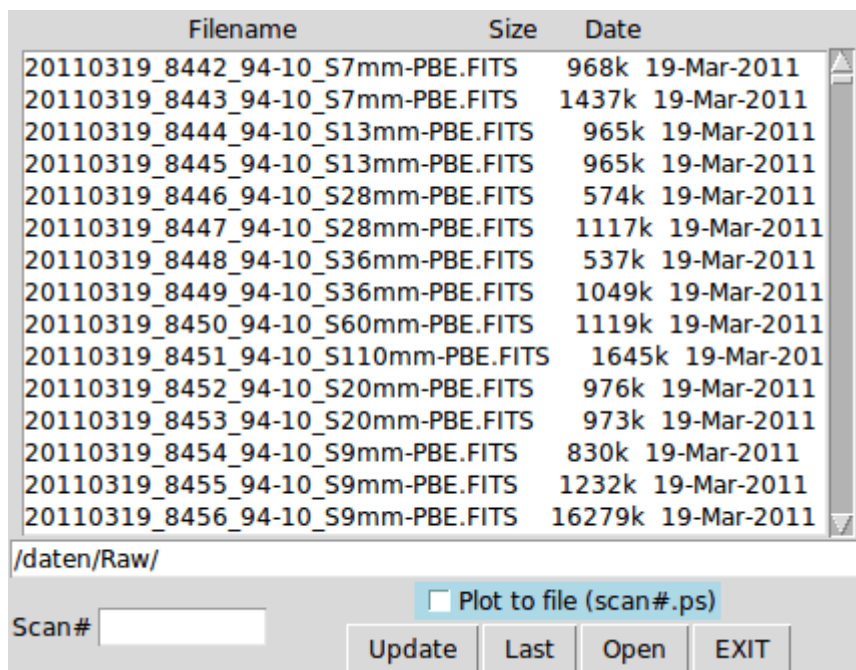 Filename Size Date
20110319_8442_94-10_S7mm-PBE.FITS 968k 19-Mar-2011
20110319_8443_94-10_S7mm-PBE.FITS 1437k 19-Mar-2011
20110319_8444_94-10_S13mm-PBE.FITS 965k 19-Mar-2011
20110319_8445_94-10_S13mm-PBE.FITS 965k 19-Mar-2011
20110319_8446_94-10_S28mm-PBE.FITS 574k 19-Mar-2011
20110319_8447_94-10_S28mm-PBE.FITS 1117k 19-Mar-2011
20110319_8448_94-10_S36mm-PBE.FITS 537k 19-Mar-2011
20110319_8449_94-10_S36mm-PBE.FITS 1049k 19-Mar-2011
20110319_8450_94-10_S60mm-PBE.FITS 1119k 19-Mar-2011
20110319_8451_94-10_S110mm-PBE.FITS 1645k 19-Mar-201
20110319_8452_94-10_S20mm-PBE.FITS 976k 19-Mar-2011
20110319_8453_94-10_S20mm-PBE.FITS 973k 19-Mar-2011
20110319_8454_94-10_S9mm-PBE.FITS 830k 19-Mar-2011
20110319_8455_94-10_S9mm-PBE.FITS 1232k 19-Mar-2011
20110319_8456_94-10_S9mm-PBE.FITS 16279k 19-Mar-2011
/daten/Raw/
Plot to file (scan#.ps)
Scan#
Update Last Open EXIT